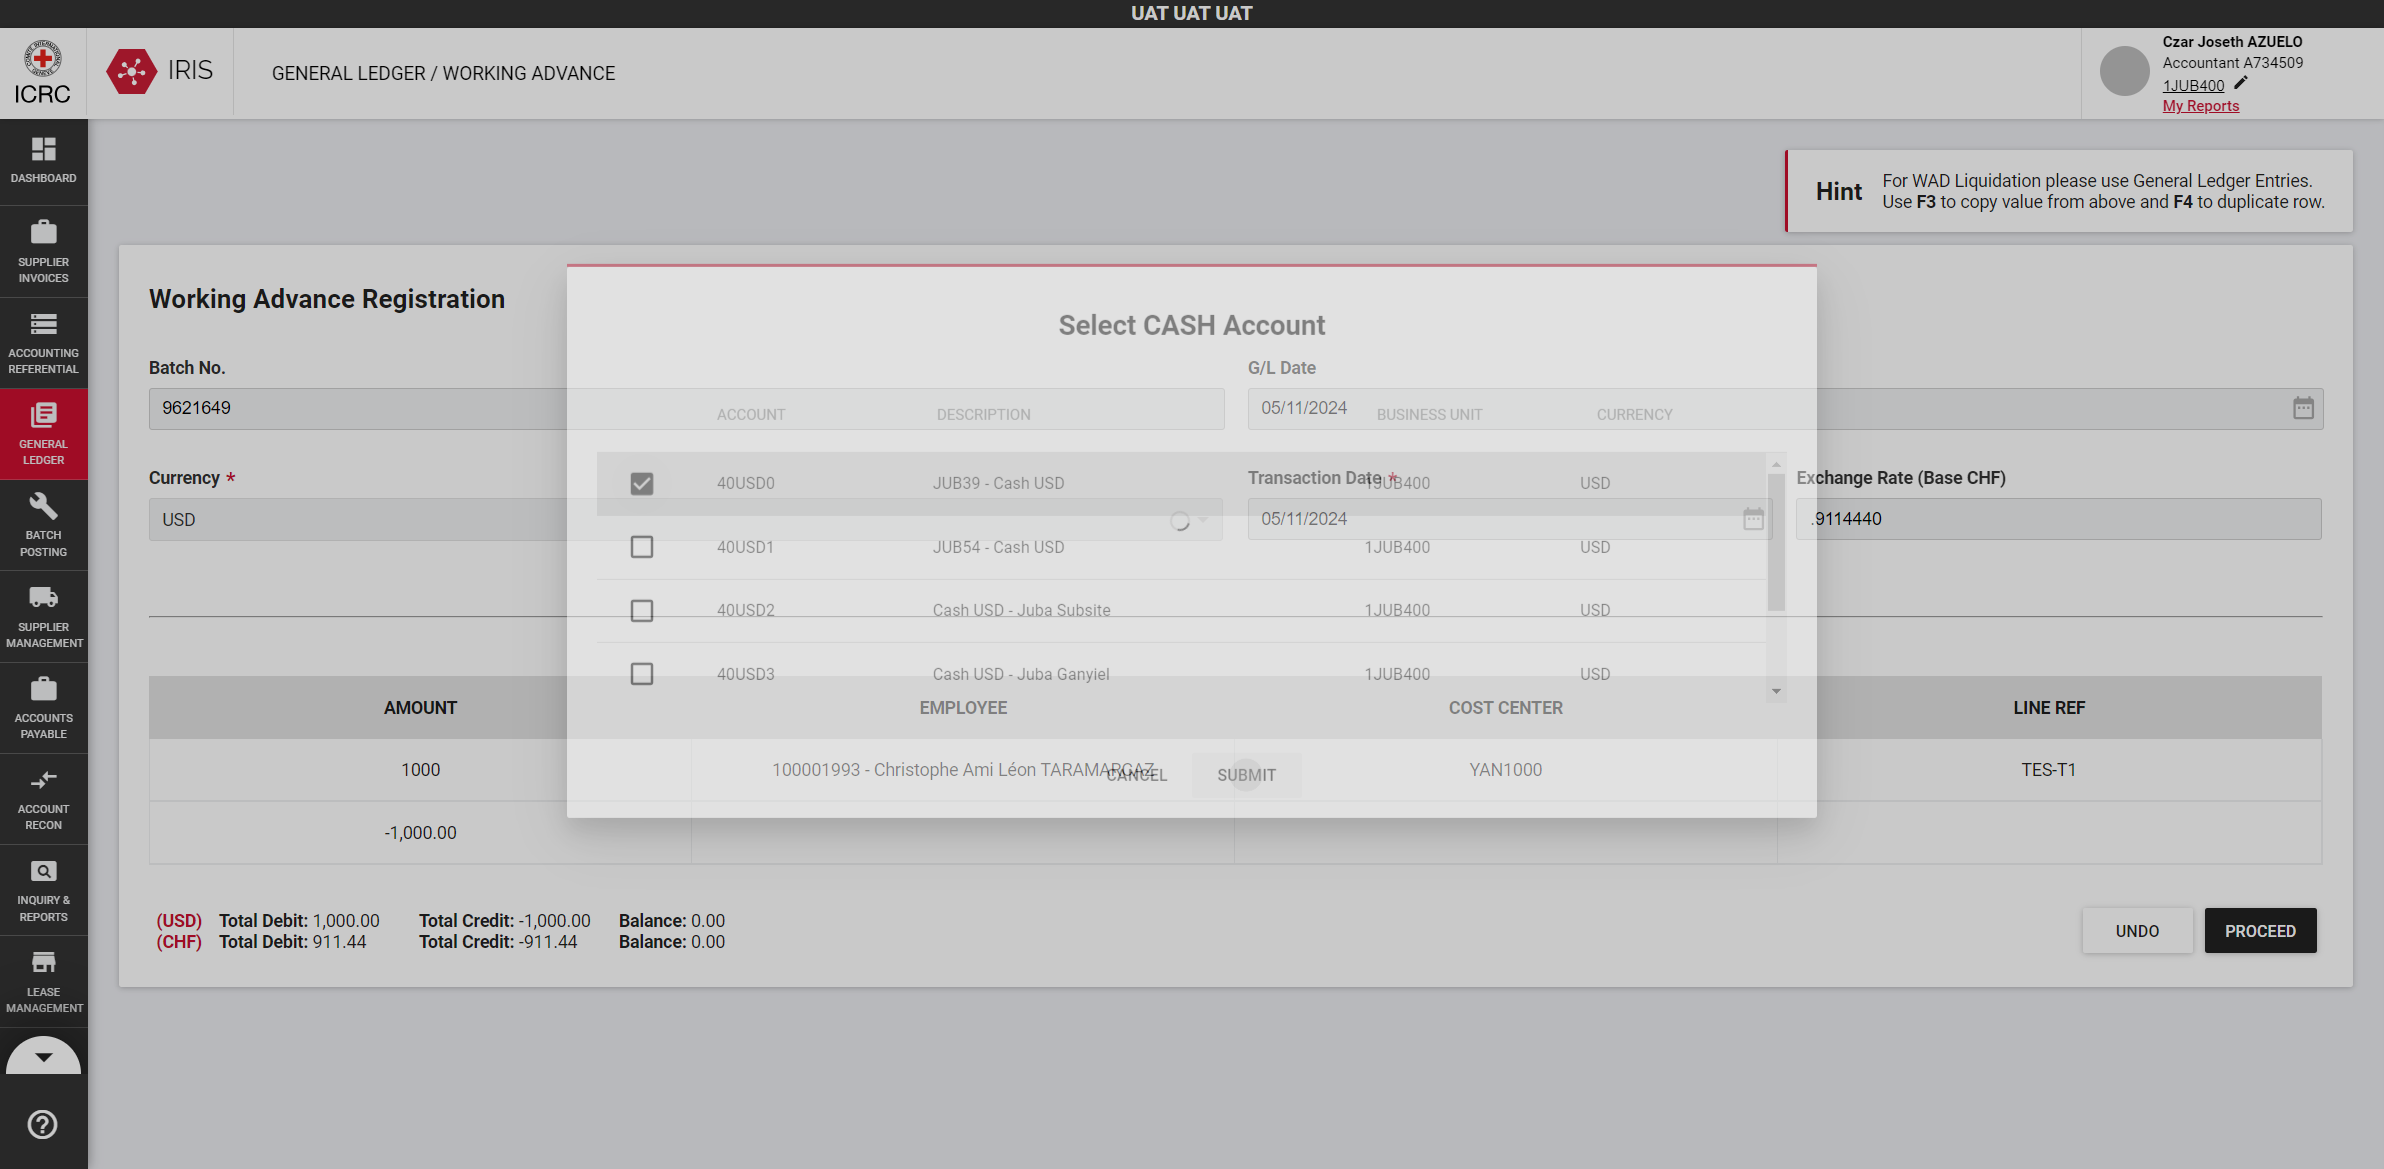 UAT UAT UAT
ICRC
IRIS
GENERAL LEDGER / WORKING ADVANCE
Czar Joseth AZUELO
Accountant A734509
1JUB400
My Reports
DASHBOARD
SUPPLIER
INVOICES
ACCOUNTING
REFERENTIAL
GENERAL
LEDGER
BATCH
POSTING
SUPPLIER
MANAGEMENT
ACCOUNTS
PAYABLE
ACCOUNT
RECON
INQUIRY &
REPORTS
LEASE
MANAGEMENT
Hint
For WAD Liquidation please use General Ledger Entries.
Use F3 to copy value from above and F4 to duplicate row.
Working Advance Registration
Batch No.
9621649
G/L Date
05/11/2024
Currency *
USD
Transaction Date *
05/11/2024
Exchange Rate (Base CHF)
.9114440
Select CASH Account
ACCOUNT DESCRIPTION BUSINESS UNIT CURRENCY
40USD0 JUB39 - Cash USD 1JUB400 USD
40USD1 JUB54 - Cash USD 1JUB400 USD
40USD2 Cash USD - Juba Subsite 1JUB400 USD
40USD3 Cash USD - Juba Ganyiel 1JUB400 USD
CANCEL SUBMIT
AMOUNT EMPLOYEE COST CENTER LINE REF
1000 100001993 - Christophe Ami Léon TARAMARCAZ YAN1000 TES-T1
-1,000.00
(USD) Total Debit: 1,000.00 Total Credit: -1,000.00 Balance: 0.00
(CHF) Total Debit: 911.44 Total Credit: -911.44 Balance: 0.00
UNDO PROCEED